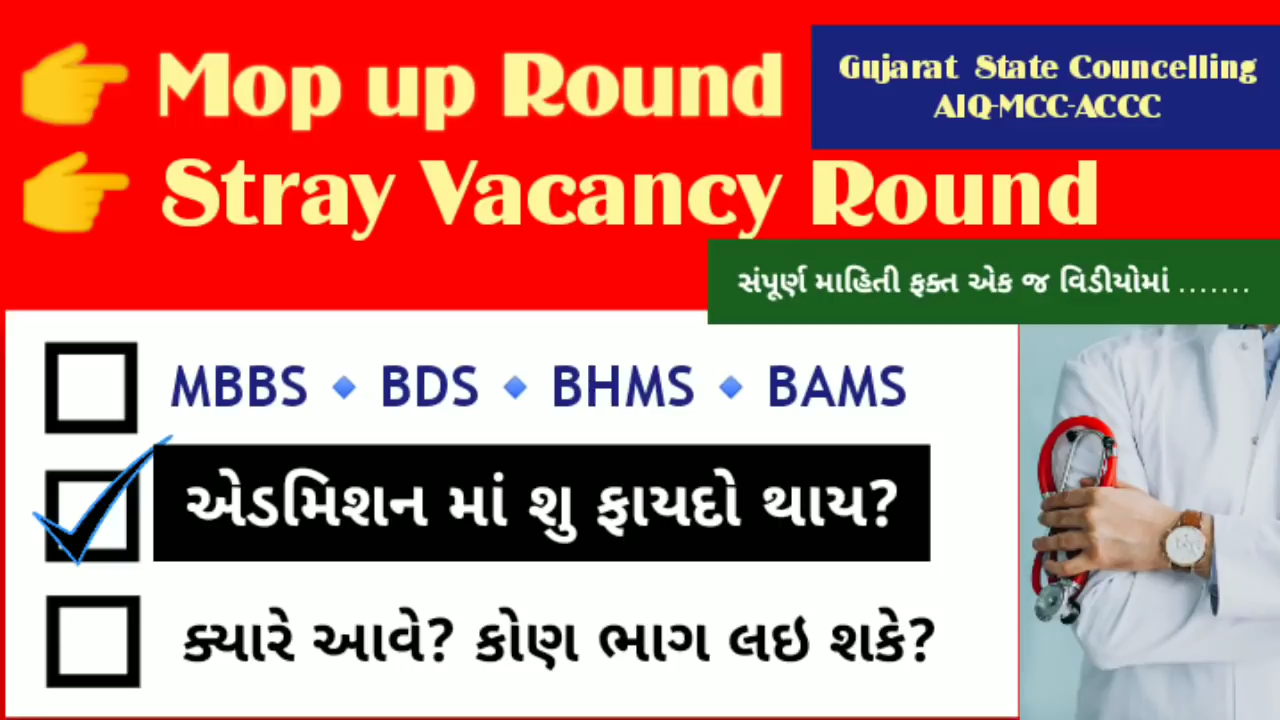 👉 Mop up Round
Gujarat State Councelling
AIQ-MCC-ACCC
👉 Stray Vacancy Round
સંપૂર્ણ માહિતી ફક્ત એક જ વિડીયોમાં .......
MBBS 🔹 BDS 🔹 BHMS 🔹 BAMS
એડમિશન માં શુ ફાયદો થાય?
ક્યારે આવે? કોણ ભાગ લઇ શકે?